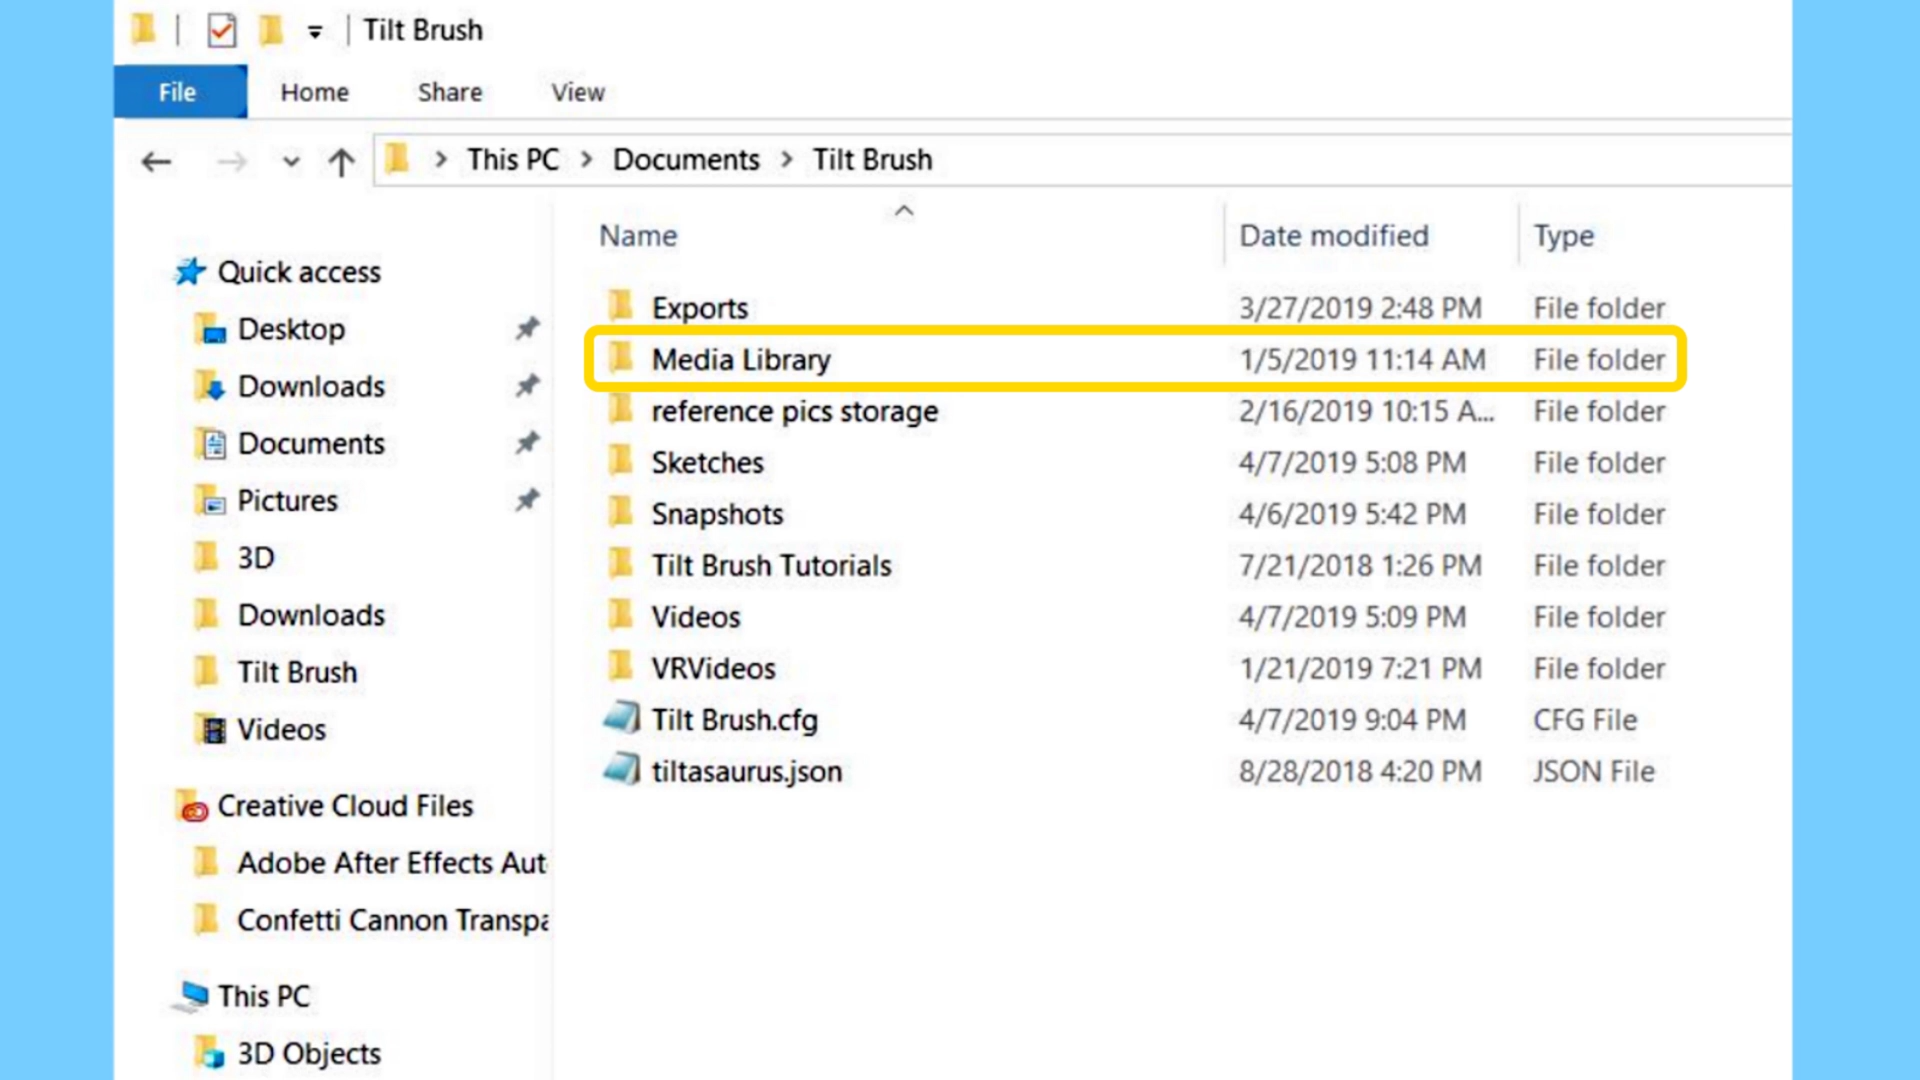 Tilt Brush
File Home Share View
This PC Documents Tilt Brush
Name Date modified Type
Quick access
Desktop
Downloads
Documents
Pictures
3D
Downloads
Tilt Brush
Videos
Creative Cloud Files
Adobe After Effects Aut
Confetti Cannon Transpa
This PC
3D Objects
Exports 3/27/2019 2:48 PM File folder
Media Library 1/5/2019 11:14 AM File folder
reference pics storage 2/16/2019 10:15 A... File folder
Sketches 4/7/2019 5:08 PM File folder
Snapshots 4/6/2019 5:42 PM File folder
Tilt Brush Tutorials 7/21/2018 1:26 PM File folder
Videos 4/7/2019 5:09 PM File folder
VRVideos 1/21/2019 7:21 PM File folder
Tilt Brush.cfg 4/7/2019 9:04 PM CFG File
tiltasaurus.json 8/28/2018 4:20 PM JSON File